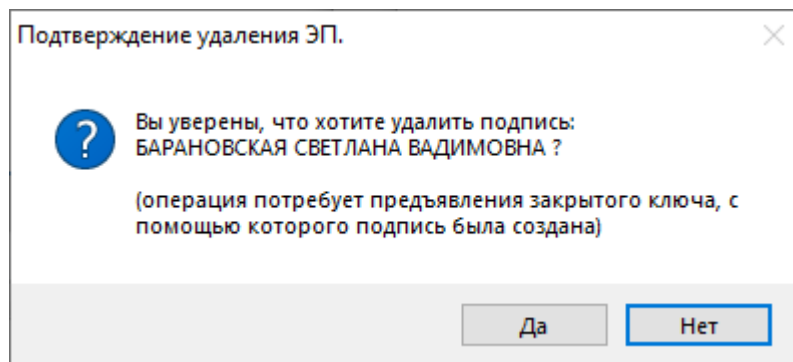 Подтверждение удаления ЭП.
Вы уверены, что хотите удалить подпись:
БАРАНОВСКАЯ СВЕТЛАНА ВАДИМОВНА ?
(операция потребует предъявления закрытого ключа, с
помощью которого подпись была создана)
Да
Нет